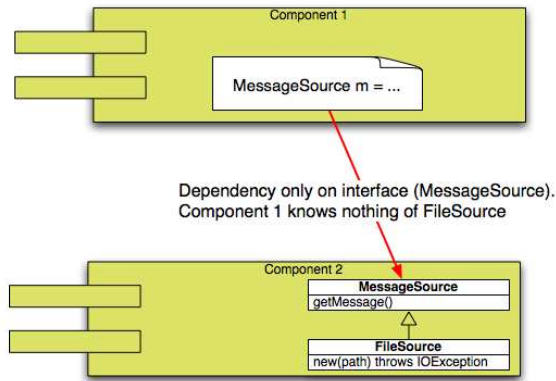 Component 1
MessageSource m = ...
Dependency only on interface (MessageSource).
Component 1 knows nothing of FileSource
Component 2
MessageSource
getMessage()
FileSource
new(path) throws IOException